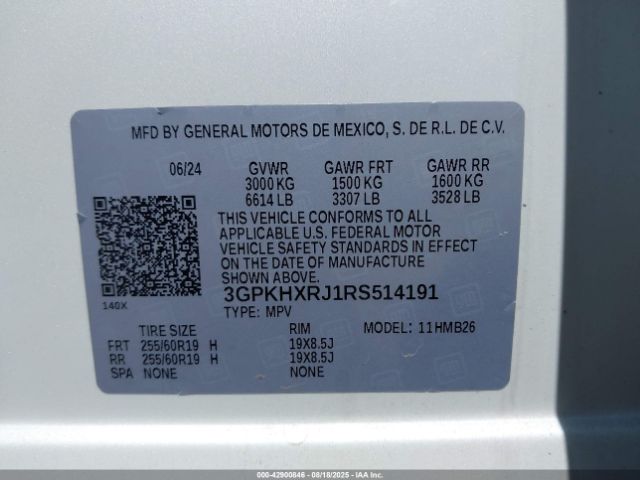 MFD BY GENERAL MOTORS DE MEXICO, S. DE R.L. DE C.V.
06/24 GVWR GAWR FRT GAWR RR
3000 KG 1500 KG 1600 KG
6614 LB 3307 LB 3528 LB
THIS VEHICLE CONFORMS TO ALL
APPLICABLE U.S. FEDERAL MOTOR
VEHICLE SAFETY STANDARDS IN EFFECT
ON THE DATE OF MANUFACTURE
SHOWN ABOVE.
3GPKHXRJ1RS514191
140X TYPE: MPV
TIRE SIZE RIM MODEL: 11HMB26
FRT 255/60R19 H 19X8.5J
RR 255/60R19 H 19X8.5J
SPA NONE NONE
000-42900846 - 08/18/2025 - IAA Inc.